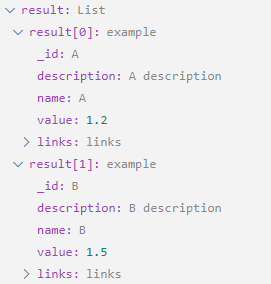 result: List
result[0]: example
_id: A
description: A description
name: A
value: 1.2
links: links
result[1]: example
_id: B
description: B description
name: B
value: 1.5
links: links